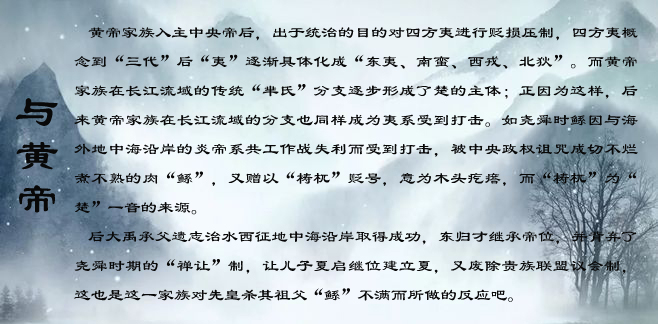 与黄帝
黄帝家族入主中央帝后，出于统治的目的对四方夷进行贬损压制，四方夷概
念到“三代”后“夷”逐渐具体化成“东夷、南蛮、西戎、北狄”。而黄帝
家族在长江流域的传统“芈氏”分支逐步形成了楚的主体；正因为这样，后
来黄帝家族在长江流域的分支也同样成为夷系受到打击。如尧舜时鲧因与海
外地中海沿岸的炎帝系共工作战失利而受到打击，被中央政权诅咒成切不烂
煮不熟的肉“鲧”，又赠以“梼杌”贬号，意为木头疙瘩，而“梼杌”为“
楚”一音的来源。
后大禹承父遗志治水西征地中海沿岸取得成功，东归才继承帝位，并背弃了
尧舜时期的“禅让”制，让儿子夏启继位建立夏，又废除贵族联盟议会制，
这也是这一家族对先皇杀其祖父“鲧”不满而所做的反应吧。